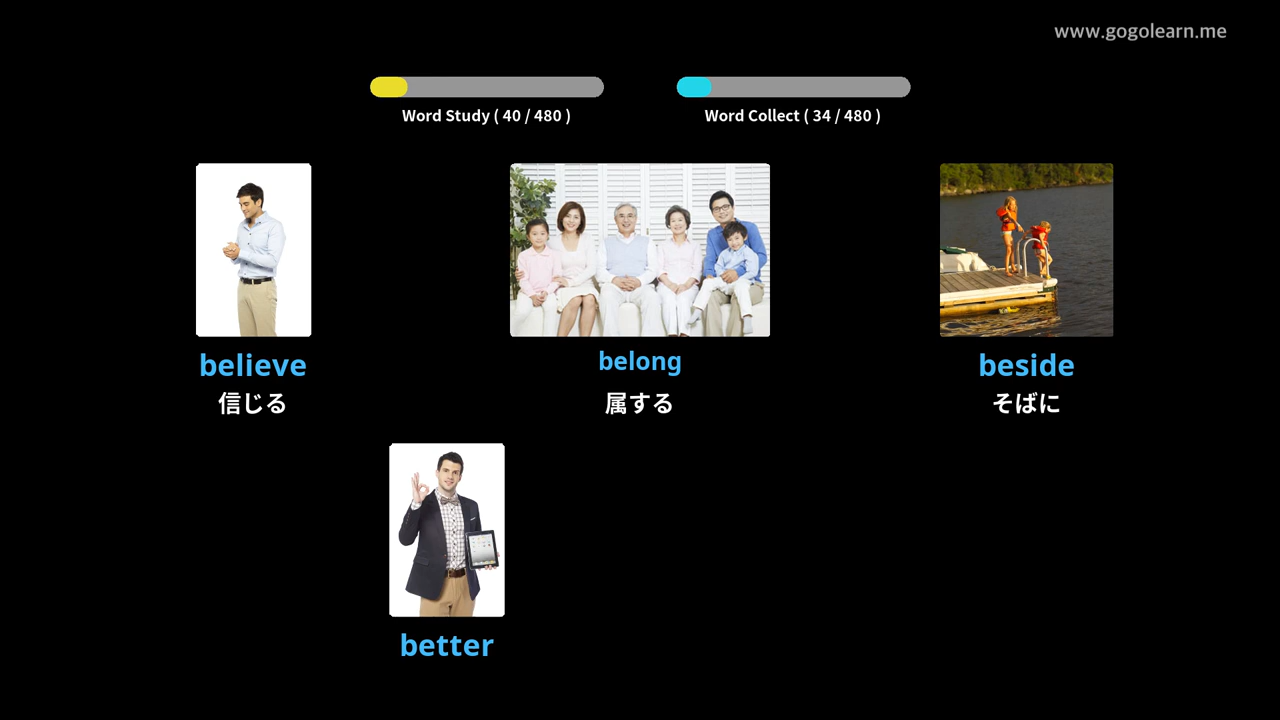 www.gogolearn.me
Word Study ( 40 / 480 )
Word Collect ( 34 / 480 )
believe
belong
beside
信じる
属する
そばに
better